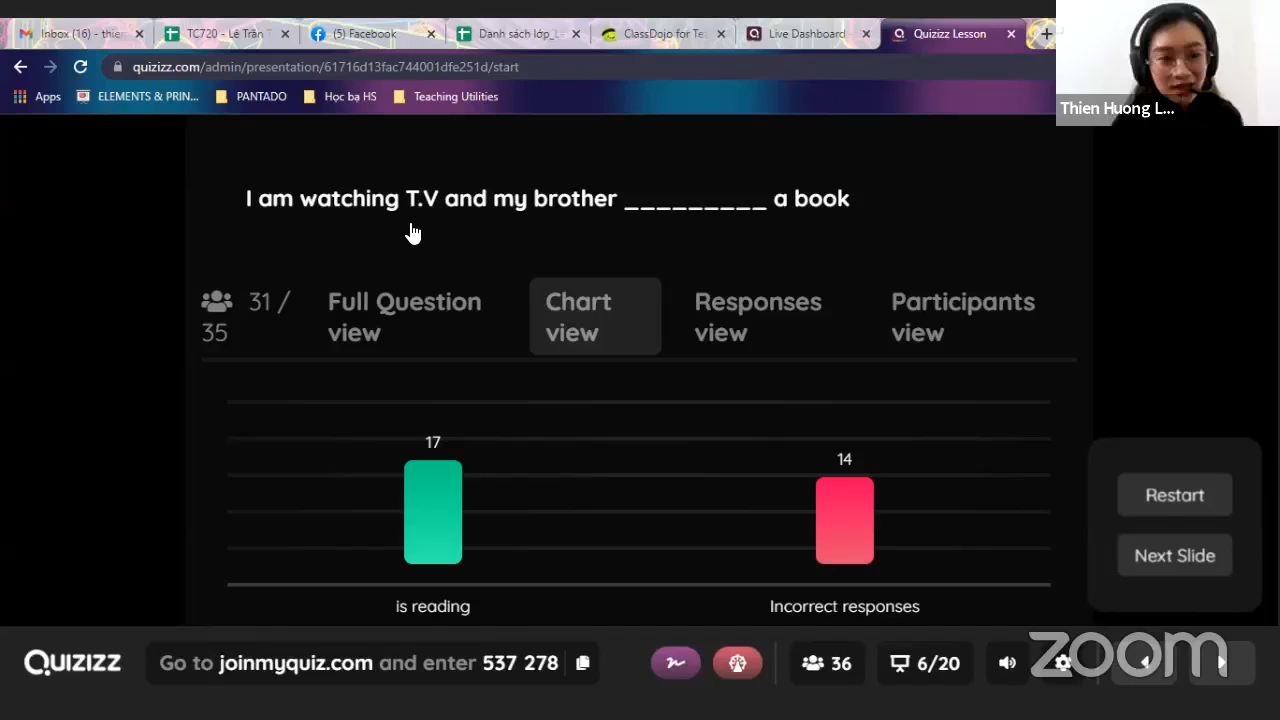 Inbox (16) - thie
TC720 - Lê Trần T
(5) Facebook
Danh sách lớp_L
ClassDojo for Te
Live Dashboard
Quizizz Lesson
quizizz.com/admin/presentation/61716d13fac744001dfe251d/start
Apps
ELEMENTS & PRIN...
PANTADO
Học bạ HS
Teaching Utilities
Thien Huong L...
I am watching T.V and my brother _________ a book
31 /
35
Full Question
view
Chart
view
Responses
view
Participants
view
17
14
is reading
Incorrect responses
Restart
Next Slide
Quizizz
Go to joinmyquiz.com and enter 537 278
36
6/20
zoom